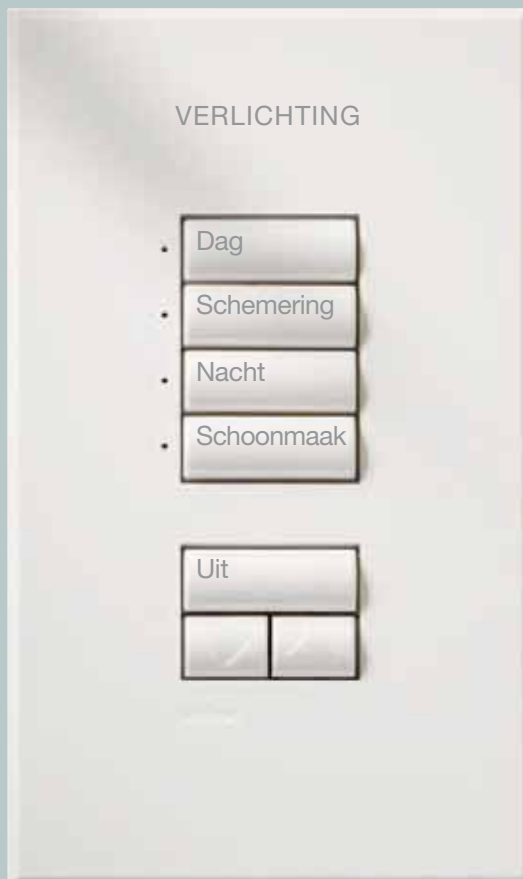 VERLICHTING
Dag
Schemering
Nacht
Schoonmaak
Uit